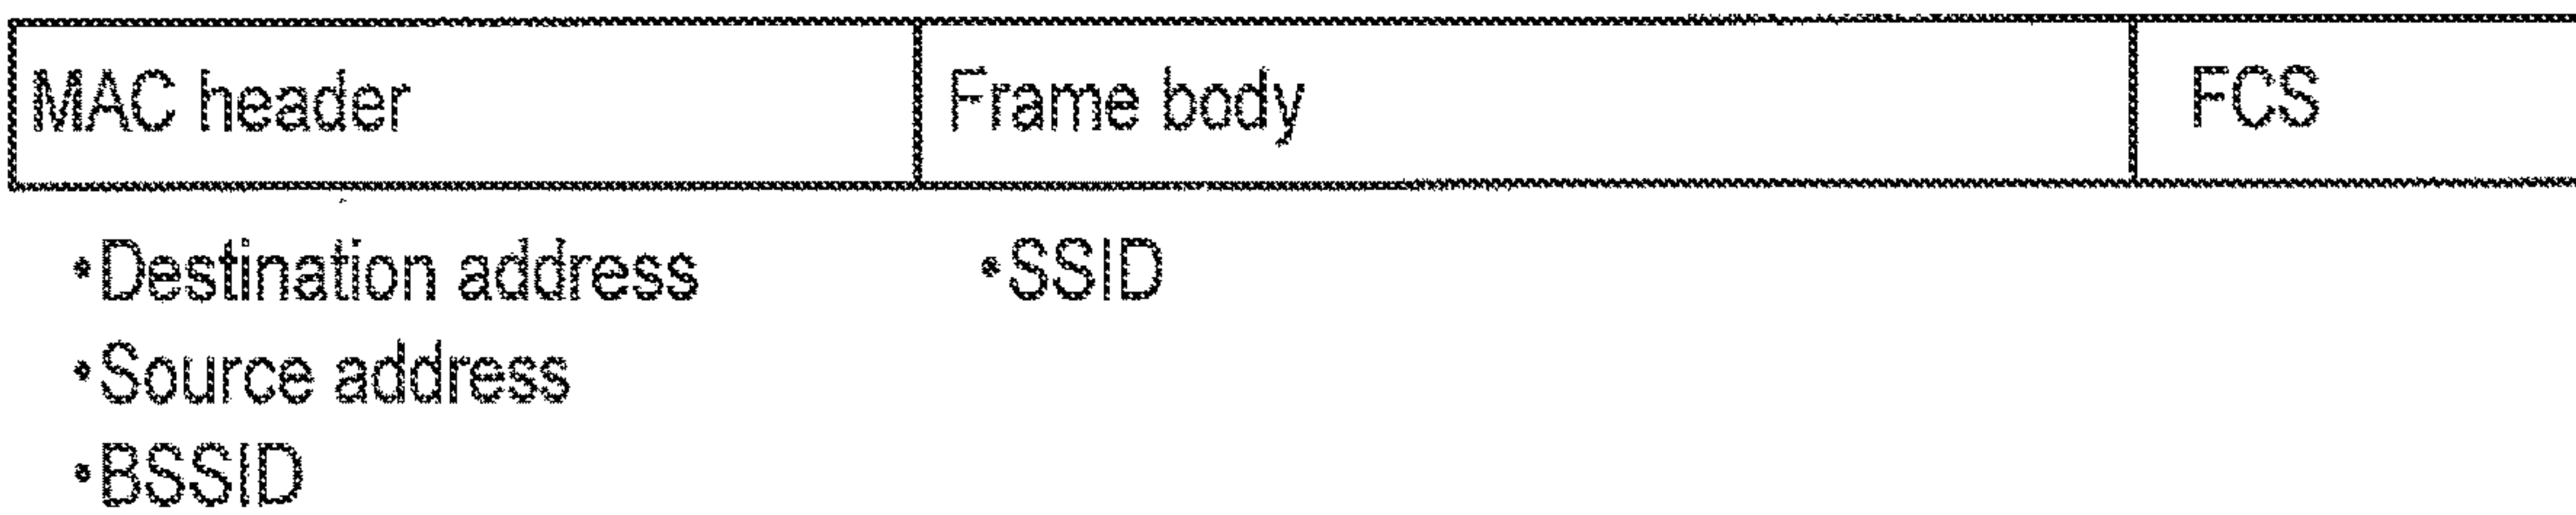 MAC header Frame body FCS
•Destination address •SSID
•Source address
•BSSID